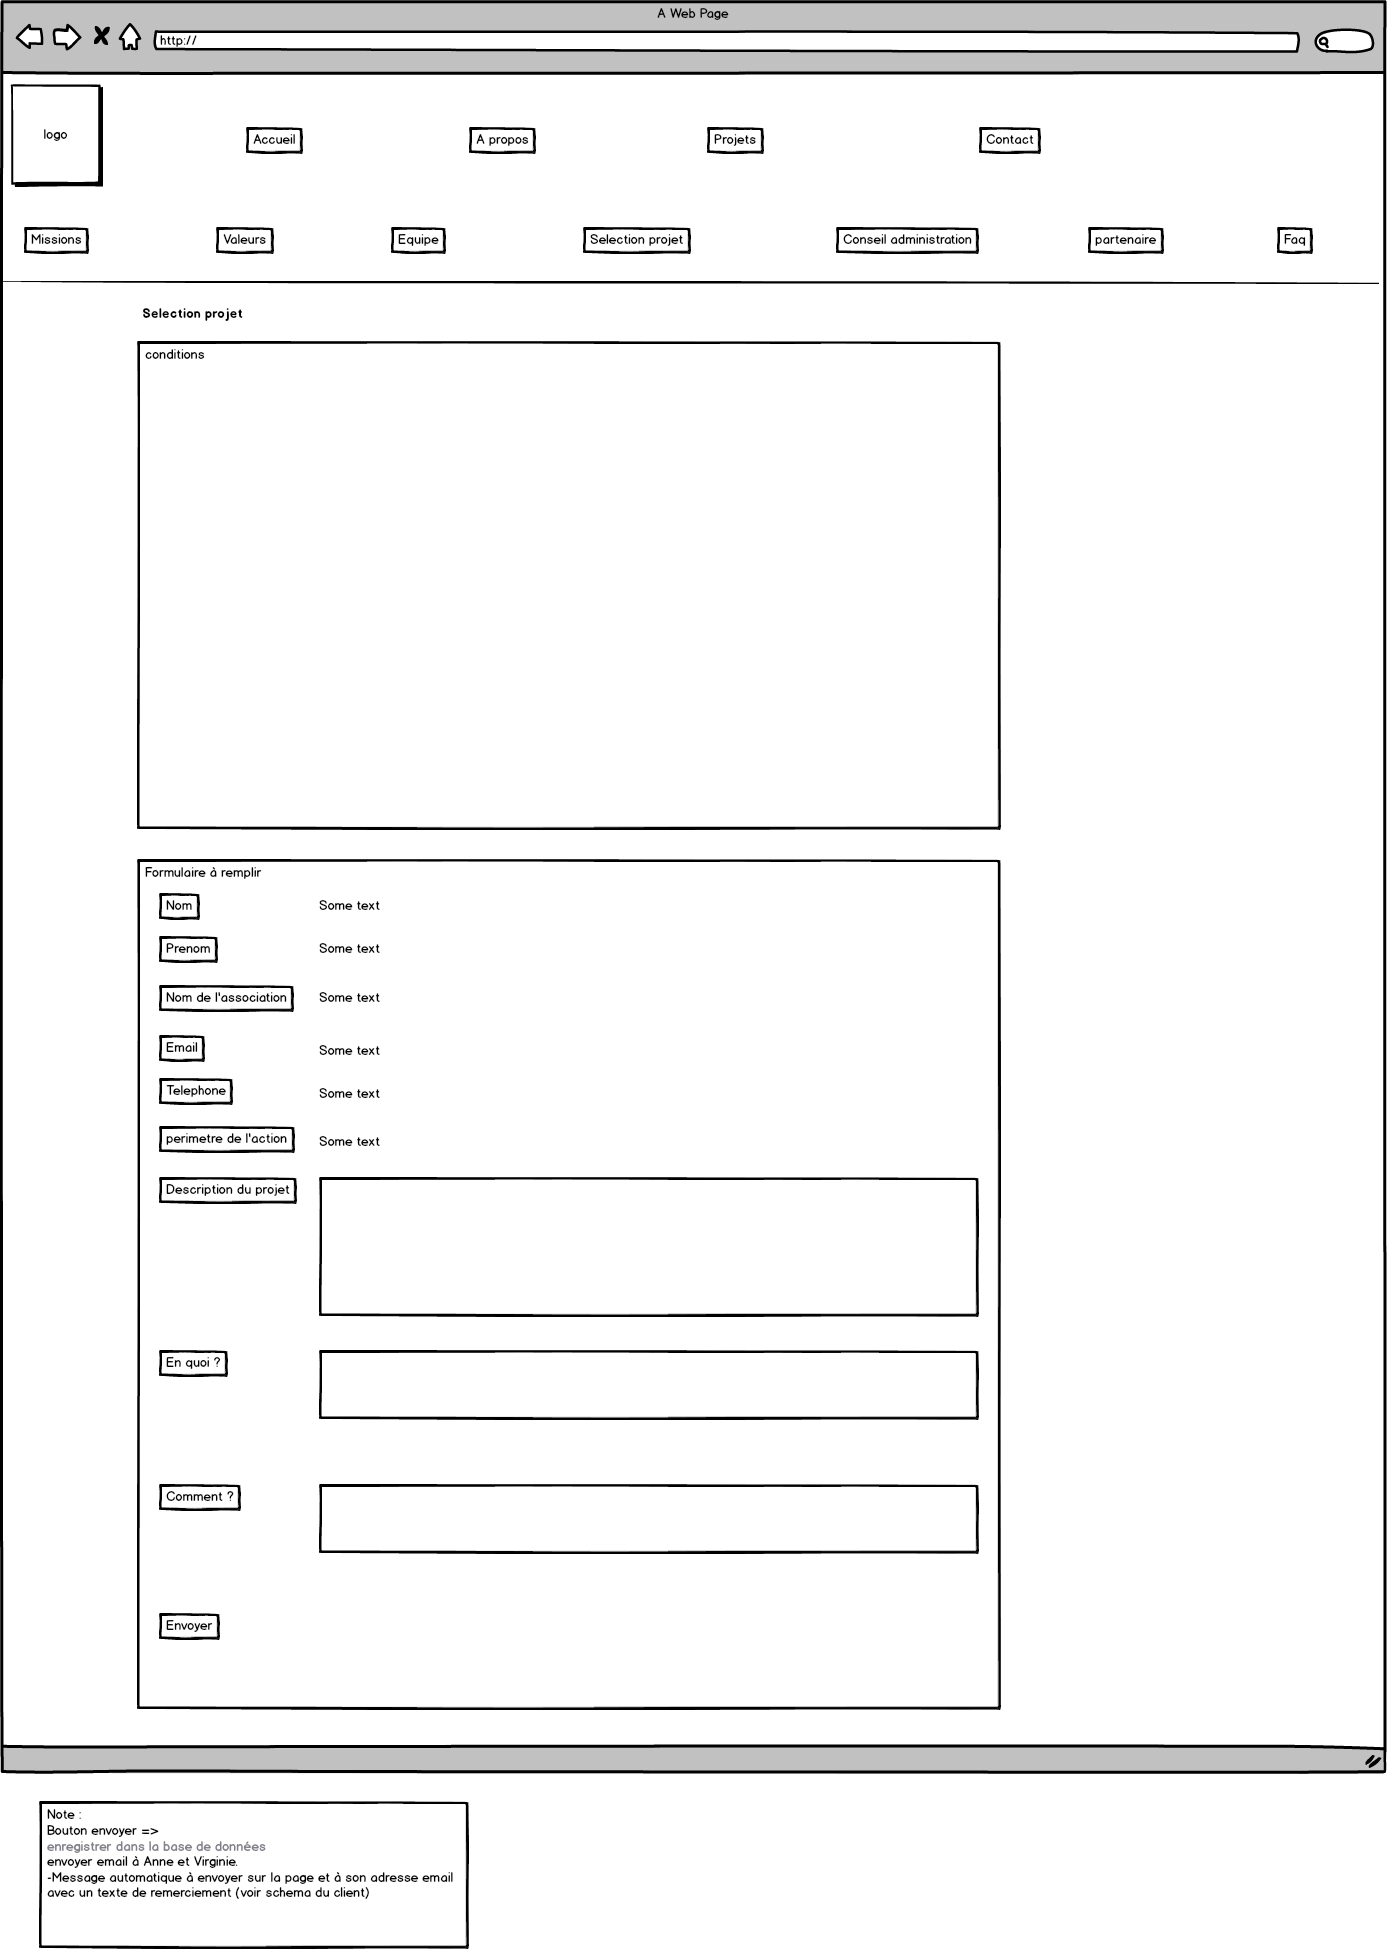 A Web Page
http://
logo
Accueil
A propos
Projets
Contact
Missions
Valeurs
Equipe
Selection projet
Conseil administration
partenaire
Faq
Selection projet
conditions
Formulaire à remplir
Nom
Some text
Prenom
Some text
Nom de l'association
Some text
Email
Some text
Telephone
Some text
perimetre de l'action
Some text
Description du projet
En quoi ?
Comment ?
Envoyer
Note :
Bouton envoyer =>
enregistrer dans la base de données
envoyer email à Anne et Virginie.
-Message automatique à envoyer sur la page et à son adresse email
avec un texte de remerciement (voir schema du client)